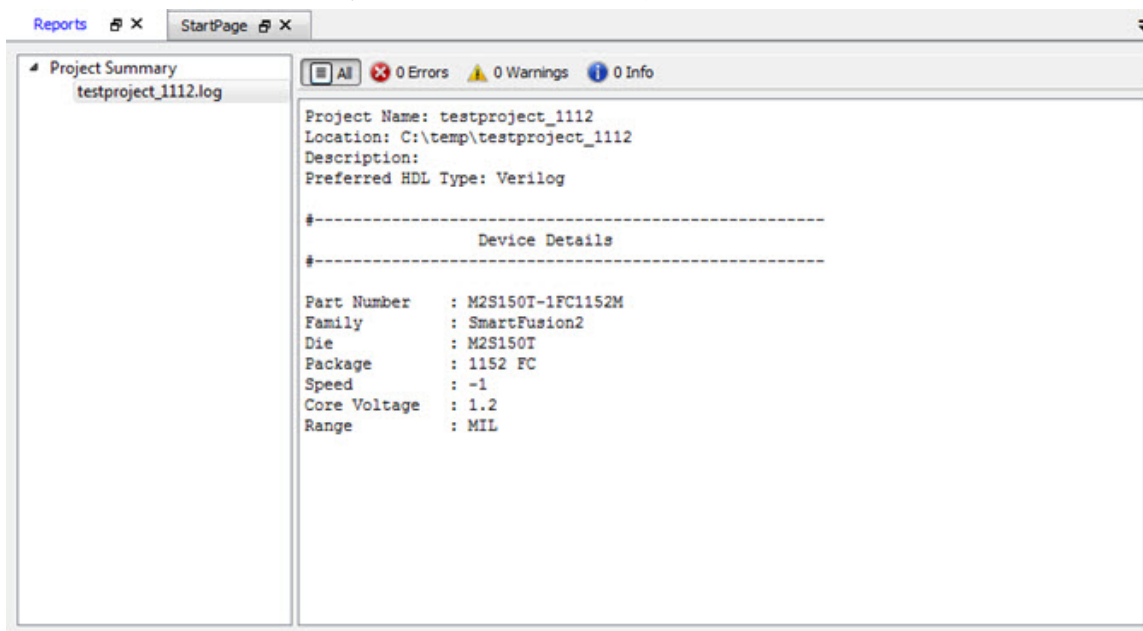 Reports StartPage
Project Summary
testproject_1112.log
All 0 Errors 0 Warnings 0 Info
Project Name: testproject_1112
Location: C:\temp\testproject_1112
Description:
Preferred HDL Type: Verilog
#----------------------------------------------------
Device Details
#----------------------------------------------------
Part Number : M2S150T-1FC1152M
Family : SmartFusion2
Die : M2S150T
Package : 1152 FC
Speed : -1
Core Voltage : 1.2
Range : MIL